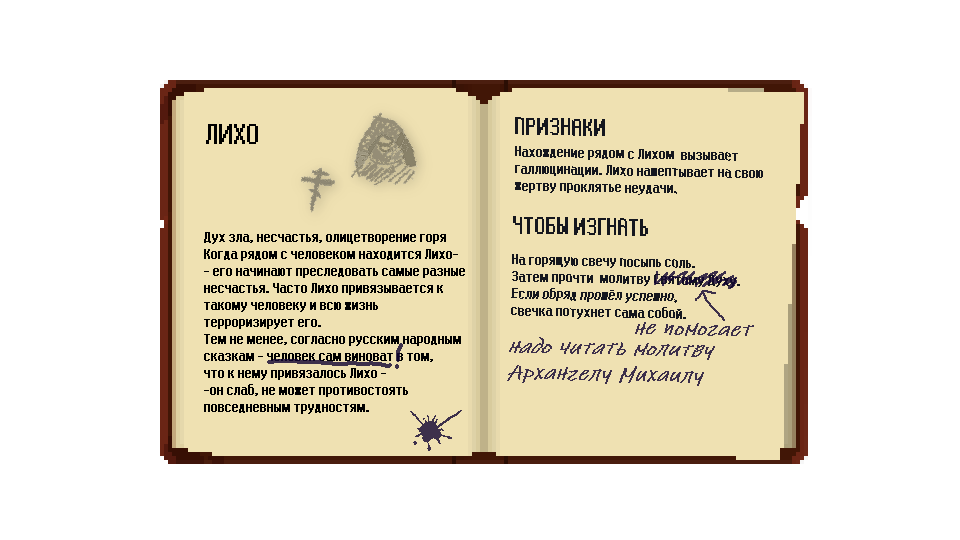 ЛИХО
Дух зла, несчастья, олицетворение горя
Когда рядом с человеком находится Лихо-
- его начинают преследовать самые разные
несчастья. Часто Лихо привязывается к
такому человеку и всю жизнь
терроризирует его.
Тем не менее, согласно русским народным
сказкам - человек сам виноват в том,
что к нему привязалось Лихо -
-он слаб, не может противостоять
повседневным трудностям.
ПРИЗНАКИ
Нахождение рядом с Лихом вызывает
галлюцинации. Лихо нашептывает на свою
жертву проклятье неудачи.
ЧТОБЫ ИЗГНАТЬ
На горящую свечу посыпь соль.
Затем прочти молитву
Если обряд прошёл успешно,
свечка потухнет сама собой.
не помогает
надо читать молитву
Архангелу Михаилу